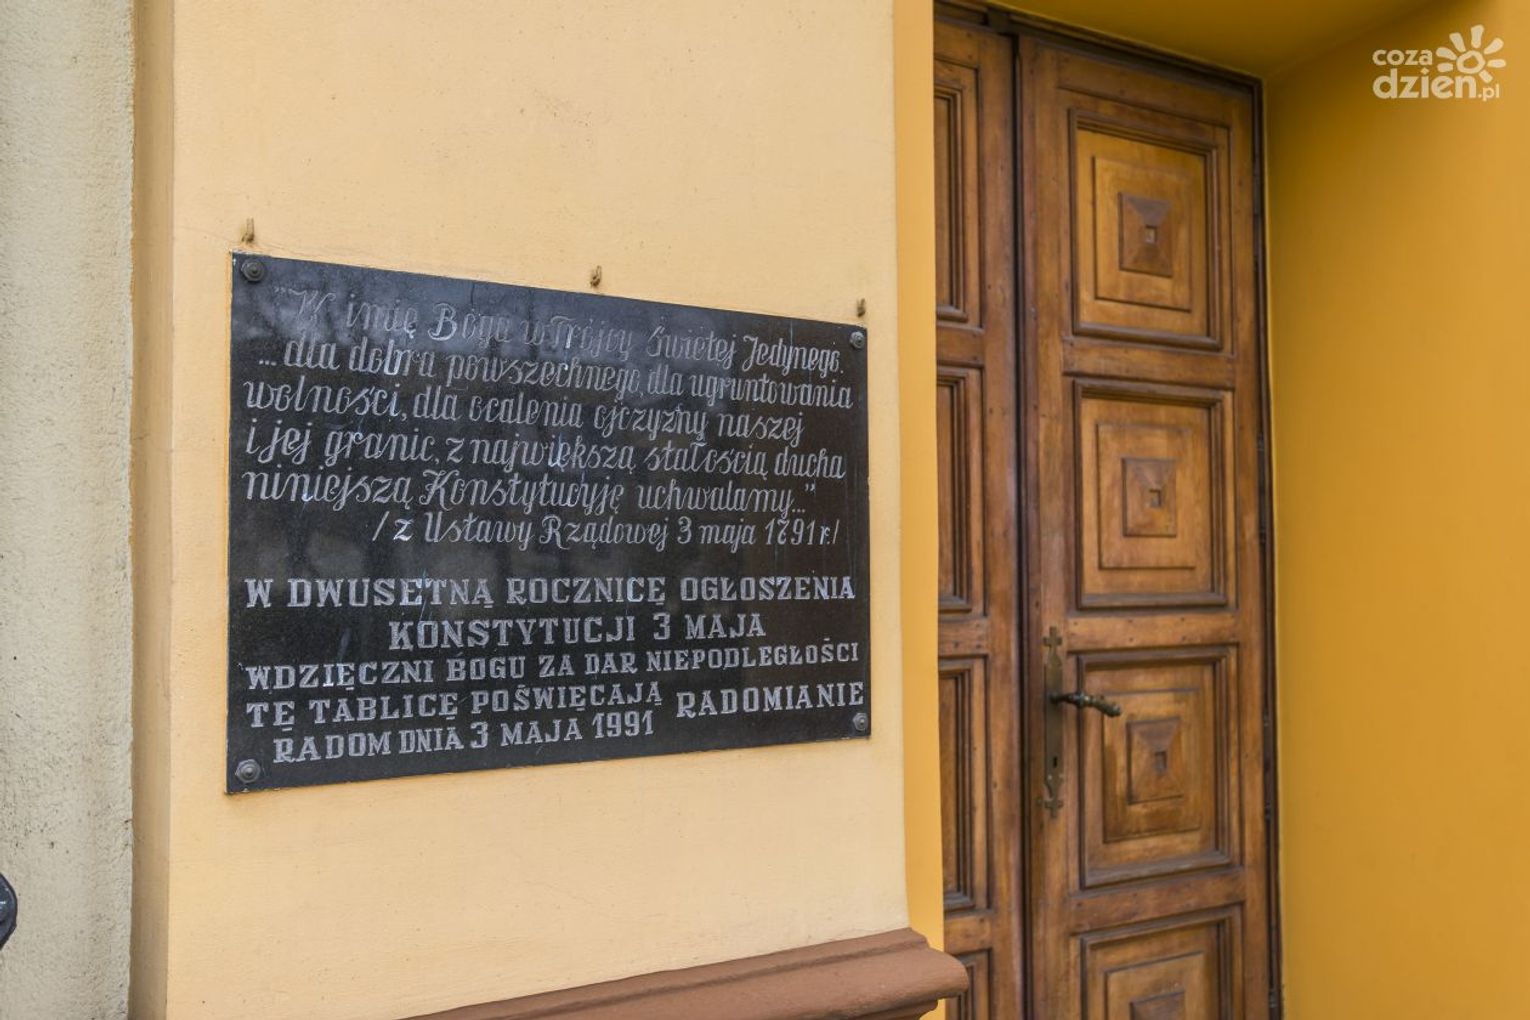 "W imię Boga w Trójcy Świętej Jedynego.
...dla dobra powszechnego, dla ugruntowania
wolności, dla ocalenia ojczyzny naszej
i jej granic, z największą stałością ducha
niniejszą Konstytucyję uchwalamy..."
/z Ustawy Rządowej 3 maja 1791 r./
W DWUSETNĄ ROCZNICĘ OGŁOSZENIA
KONSTYTUCJI 3 MAJA
WDZIĘCZNI BOGU ZA DAR NIEPODLEGŁOŚCI
TĘ TABLICĘ POŚWIĘCAJĄ RADOMIANIE
RADOM DNIA 3 MAJA 1991
coza
dzień.pl